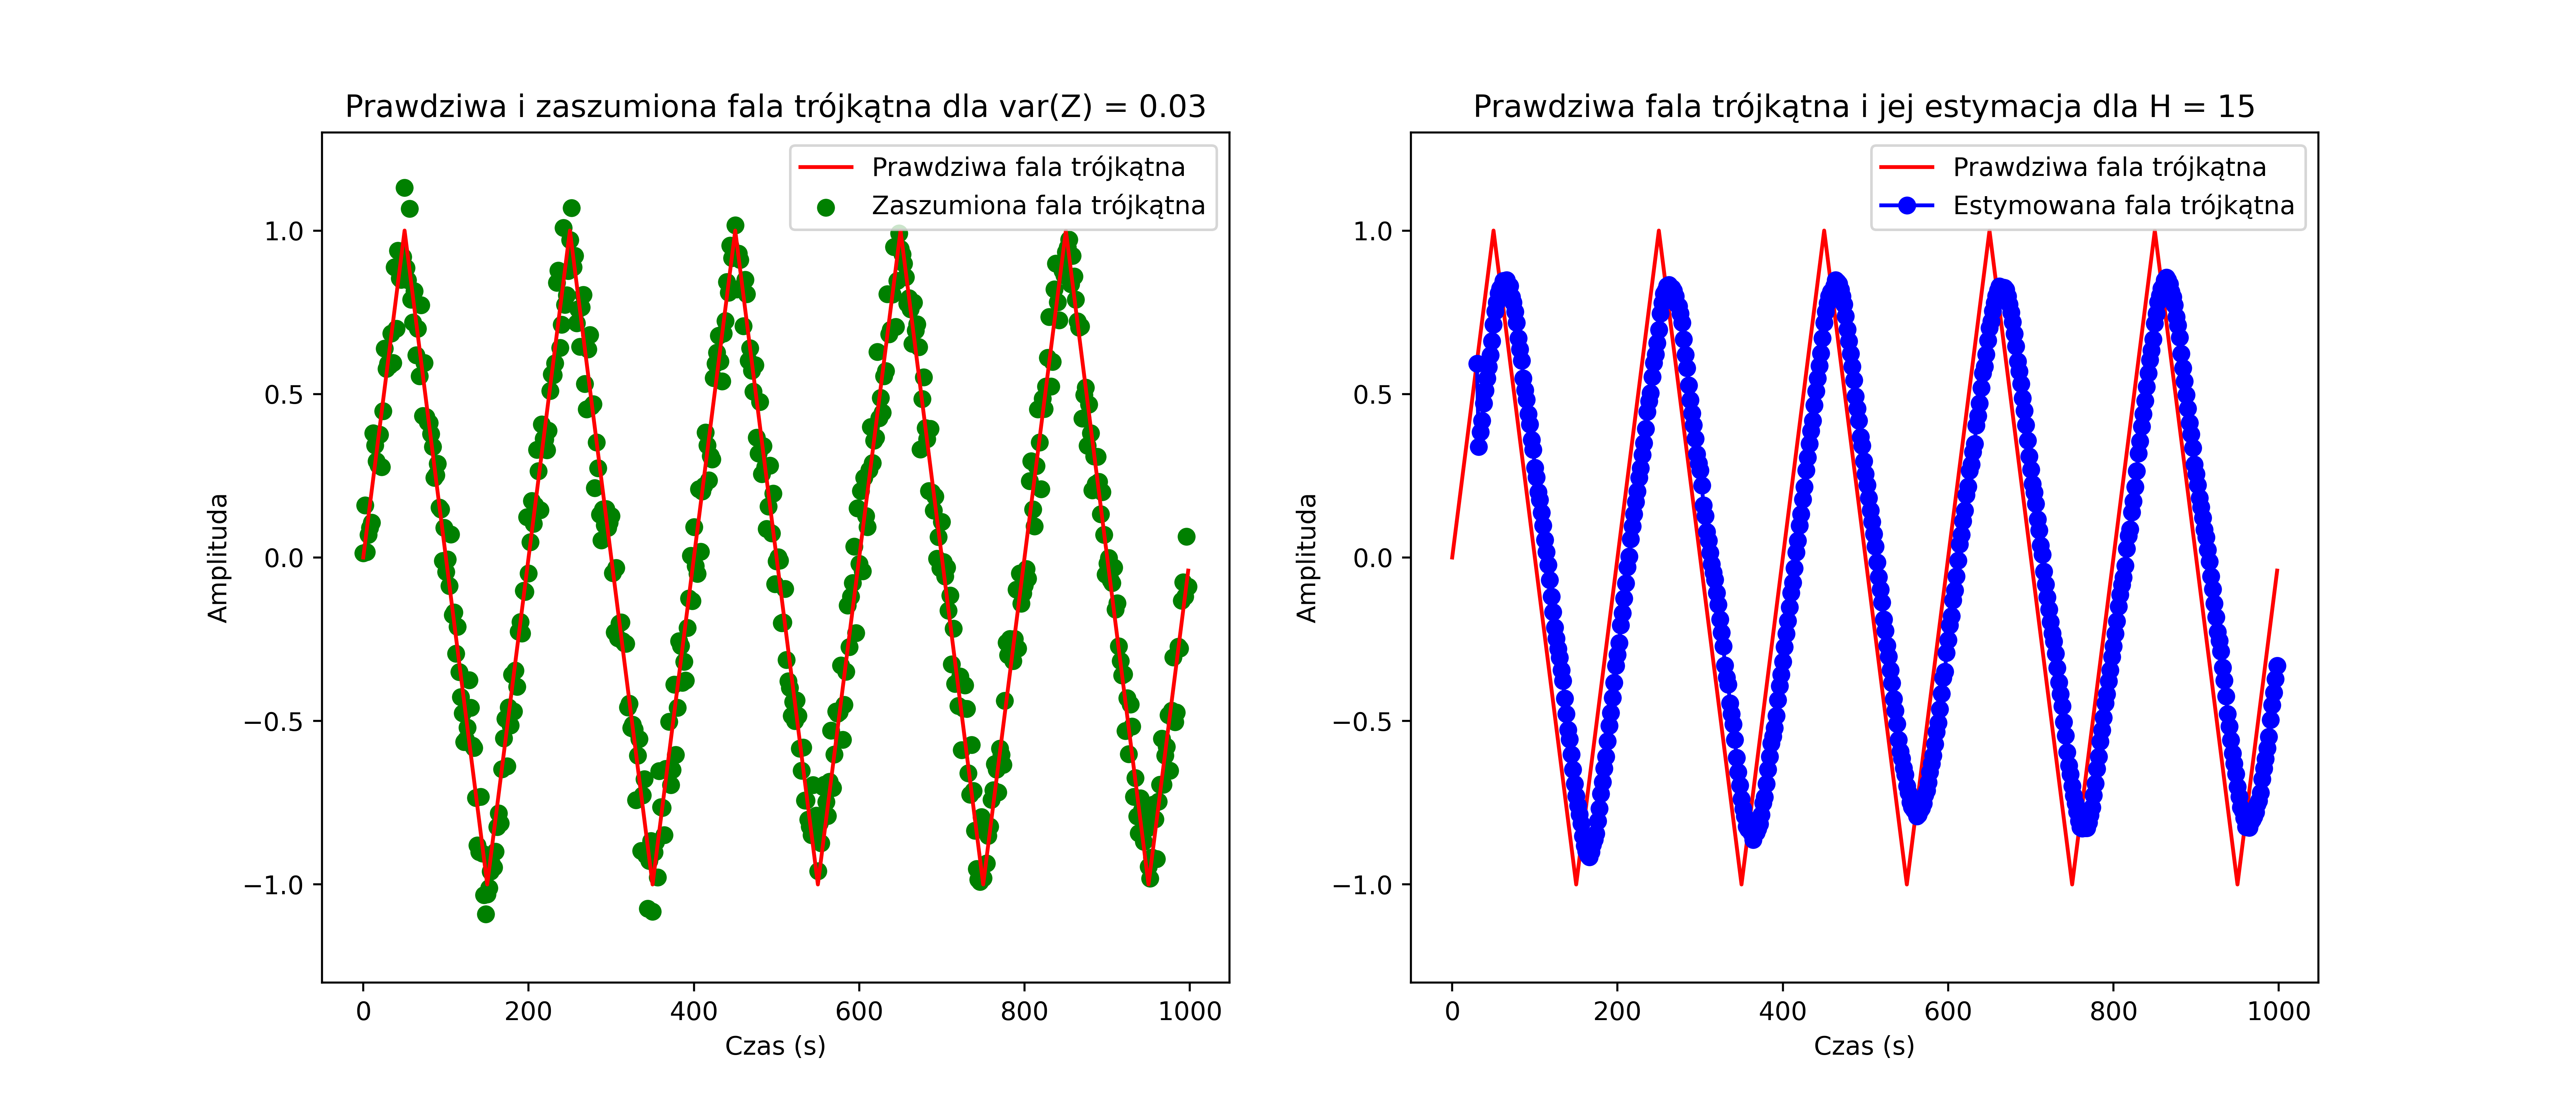 Prawdziwa i zaszumiona fala trójkątna dla var(Z) = 0.03
Prawdziwa fala trójkątna
Zaszumiona fala trójkątna
1.0
0.5
0.0
−0.5
−1.0
Amplituda
0 200 400 600 800 1000
Czas (s)
Prawdziwa fala trójkątna i jej estymacja dla H = 15
Prawdziwa fala trójkątna
Estymowana fala trójkątna
1.0
0.5
0.0
−0.5
−1.0
Amplituda
0 200 400 600 800 1000
Czas (s)